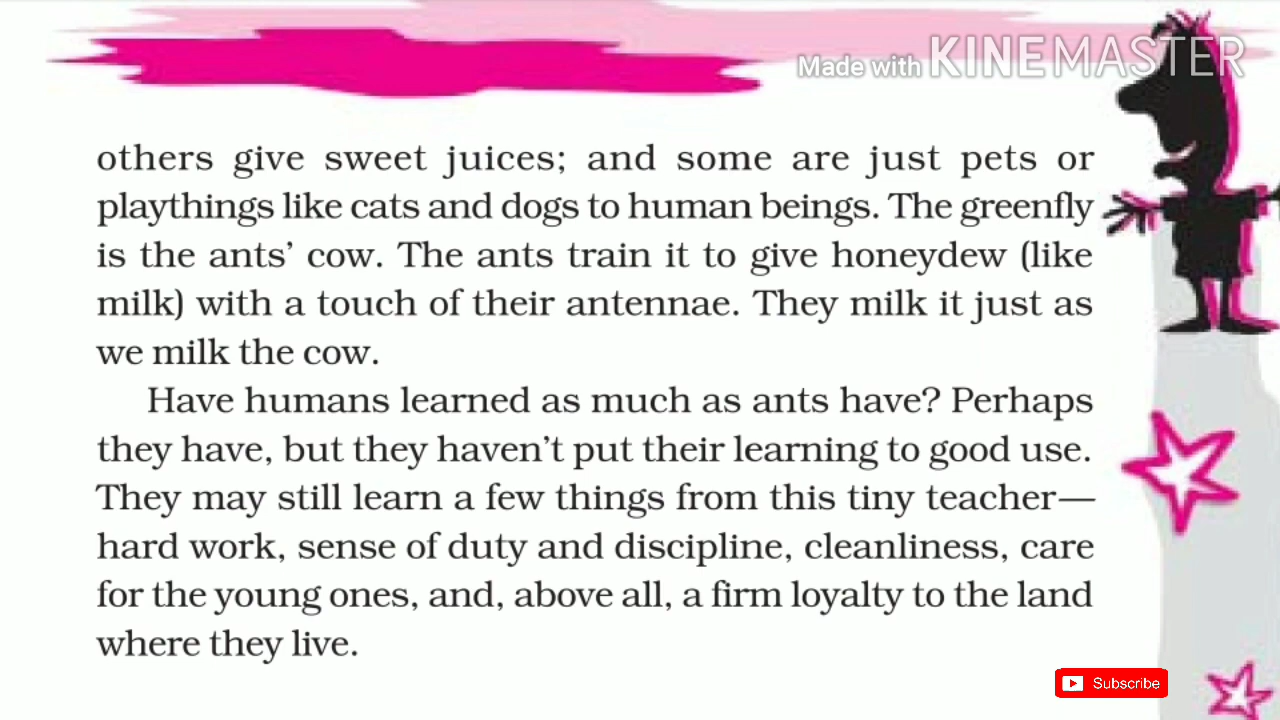 Made with KINEMASTER
others give sweet juices; and some are just pets or
playthings like cats and dogs to human beings. The greenfly
is the ants’ cow. The ants train it to give honeydew (like
milk) with a touch of their antennae. They milk it just as
we milk the cow.
Have humans learned as much as ants have? Perhaps
they have, but they haven’t put their learning to good use.
They may still learn a few things from this tiny teacher—
hard work, sense of duty and discipline, cleanliness, care
for the young ones, and, above all, a firm loyalty to the land
where they live.
Subscribe